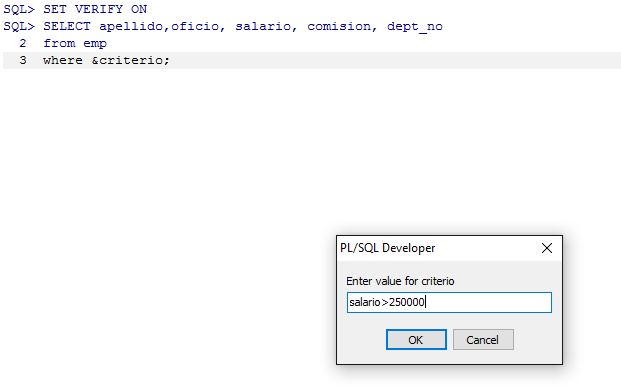 SQL> SET VERIFY ON
SQL> SELECT apellido,oficio, salario, comision, dept_no
2 from emp
3 where &criterio;
PL/SQL Developer
Enter value for criterio
salario>250000
OK Cancel